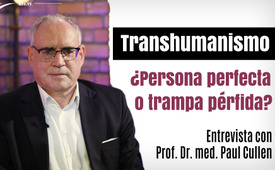 Transhumanismo
¿Persona perfecta
o trampa pérfida?
Entrevista con
Prof. Dr. med. Paul Cullen